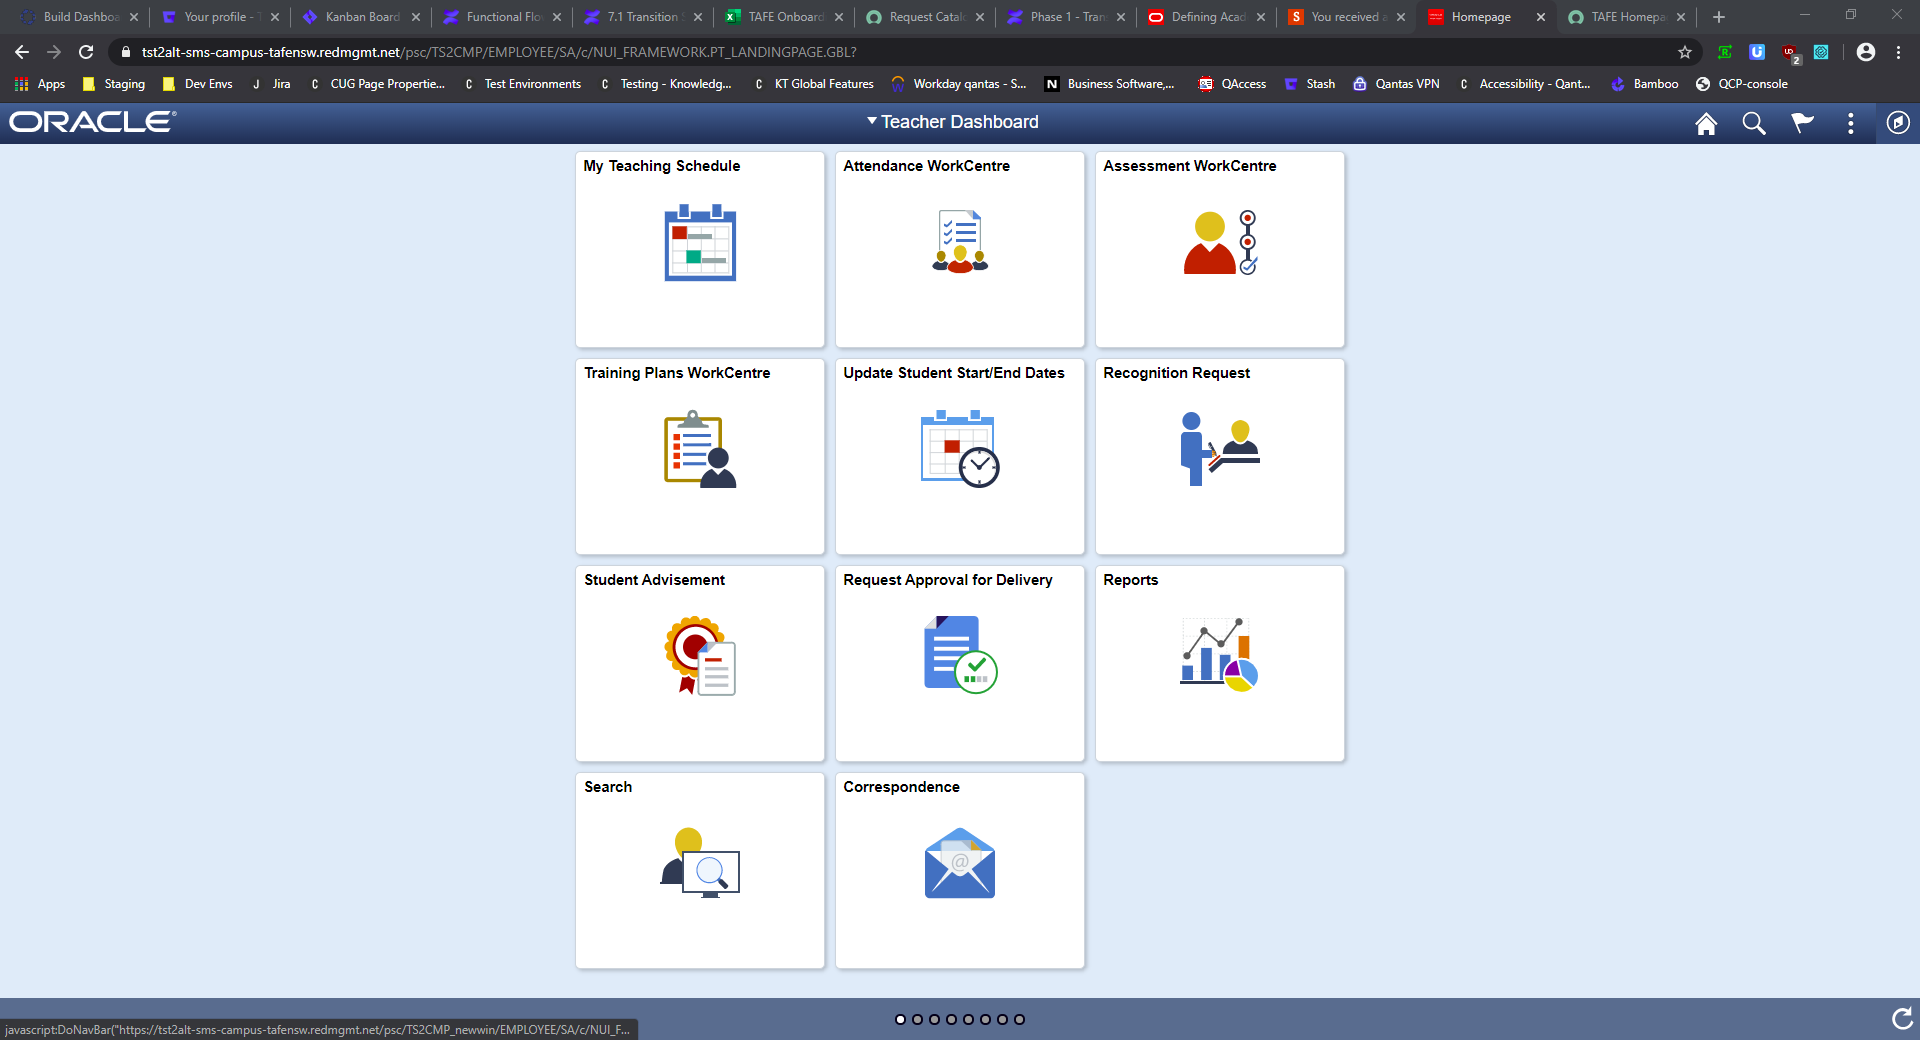 Build Dashboa
Your profile - T
Kanban Board
Functional Flo
7.1 Transition S
TAFE Onboard
Request Catalo
Phase 1 - Tran
Defining Acad
You received a
Homepage
TAFE Homepa
tst2alt-sms-campus-tafensw.redmgmt.net/psc/TS2CMP/EMPLOYEE/SA/c/NUI_FRAMEWORK.PT_LANDINGPAGE.GBL?
2
Apps
Staging
Dev Envs
J Jira
C CUG Page Propertie...
C Test Environments
C Testing - Knowledg...
C KT Global Features
Workday qantas - S...
N Business Software,...
QAccess
Stash
Qantas VPN
C Accessibility - Qant...
Bamboo
QCP-console
ORACLE
Teacher Dashboard
My Teaching Schedule
Attendance WorkCentre
Assessment WorkCentre
Training Plans WorkCentre
Update Student Start/End Dates
Recognition Request
Student Advisement
Request Approval for Delivery
Reports
Search
Correspondence
@
javascript:DoNavBar("https://tst2alt-sms-campus-tafensw.redmgmt.net/psc/TS2CMP_newwin/EMPLOYEE/SA/c/NUI_F...